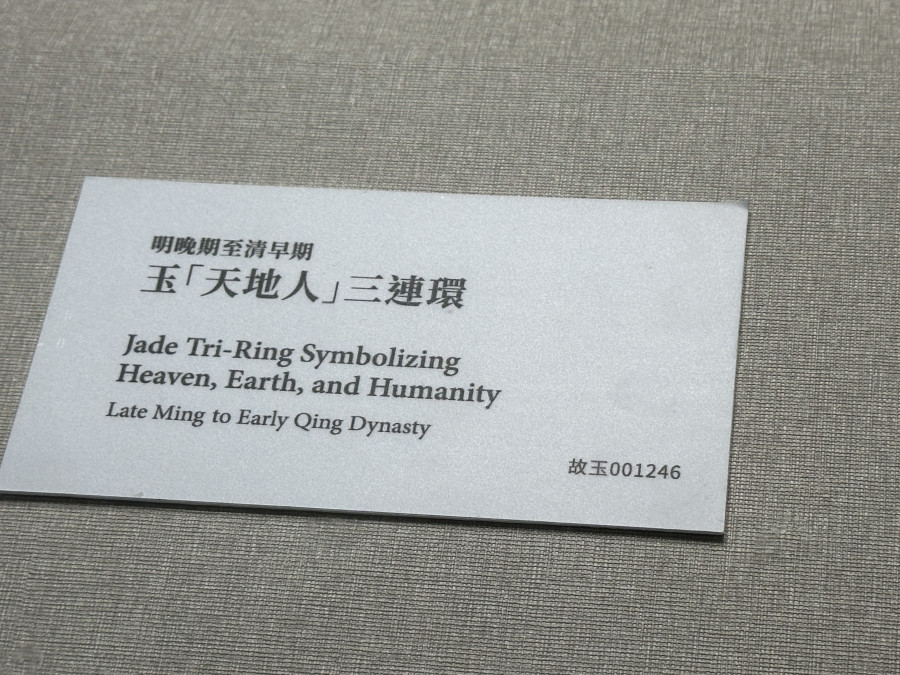 明晚期至清早期
玉「天地人」三連環
Jade Tri-Ring Symbolizing
Heaven, Earth, and Humanity
Late Ming to Early Qing Dynasty
故玉001246